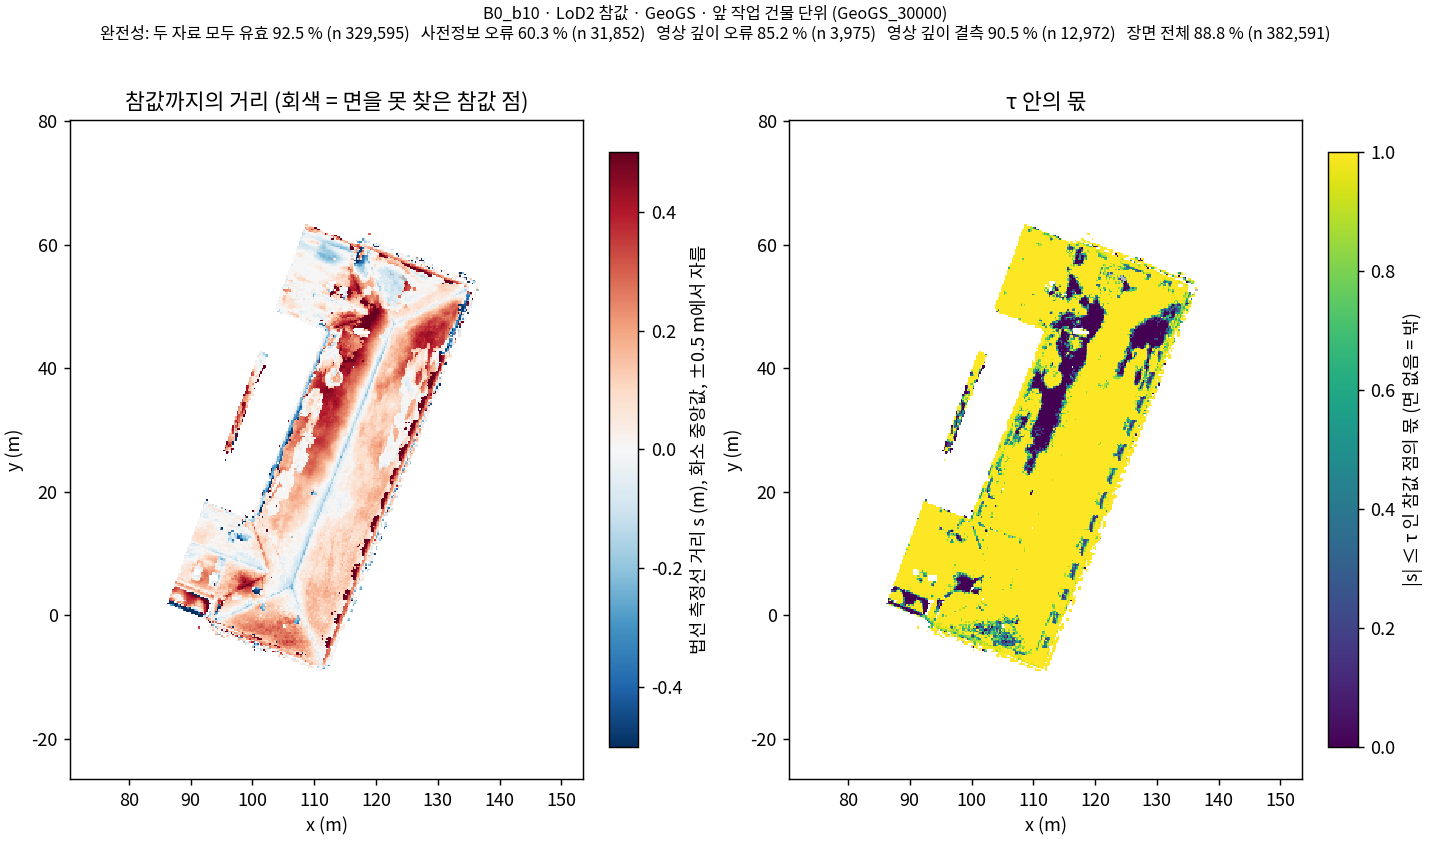 B0_b10 · LoD2 참값 · GeoGS · 앞 작업 건물 단위 (GeoGS_30000)
완전성: 두 자료 모두 유효 92.5 % (n 329,595) 사전정보 오류 60.3 % (n 31,852) 영상 깊이 오류 85.2 % (n 3,975) 영상 깊이 결측 90.5 % (n 12,972) 장면 전체 88.8 % (n 382,591)
참값까지의 거리 (회색 = 면을 못 찾은 참값 점)
80
60
40
20
0
-20
80 90 100 110 120 130 140 150
x (m)
y (m)
0.4
0.2
0.0
-0.2
-0.4
법선 측정선 거리 s (m), 화소 중앙값, ±0.5 m에서 자름
τ 안의 몫
80
60
40
20
0
-20
80 90 100 110 120 130 140 150
x (m)
y (m)
1.0
0.8
0.6
0.4
0.2
0.0
|s| ≤ τ 인 참값 점의 몫 (면 없음 = 밖)